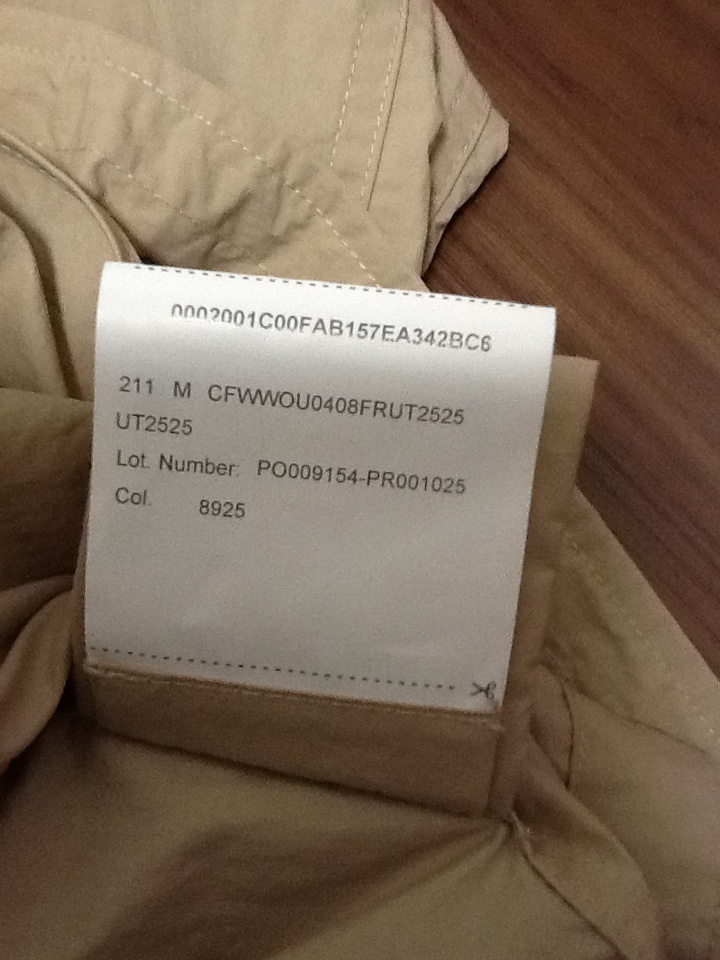 0002001C00FAB157EA342BC6
211 M CFWWOU0408FRUT2525
UT2525
Lot. Number: PO009154-PR001025
Col. 8925